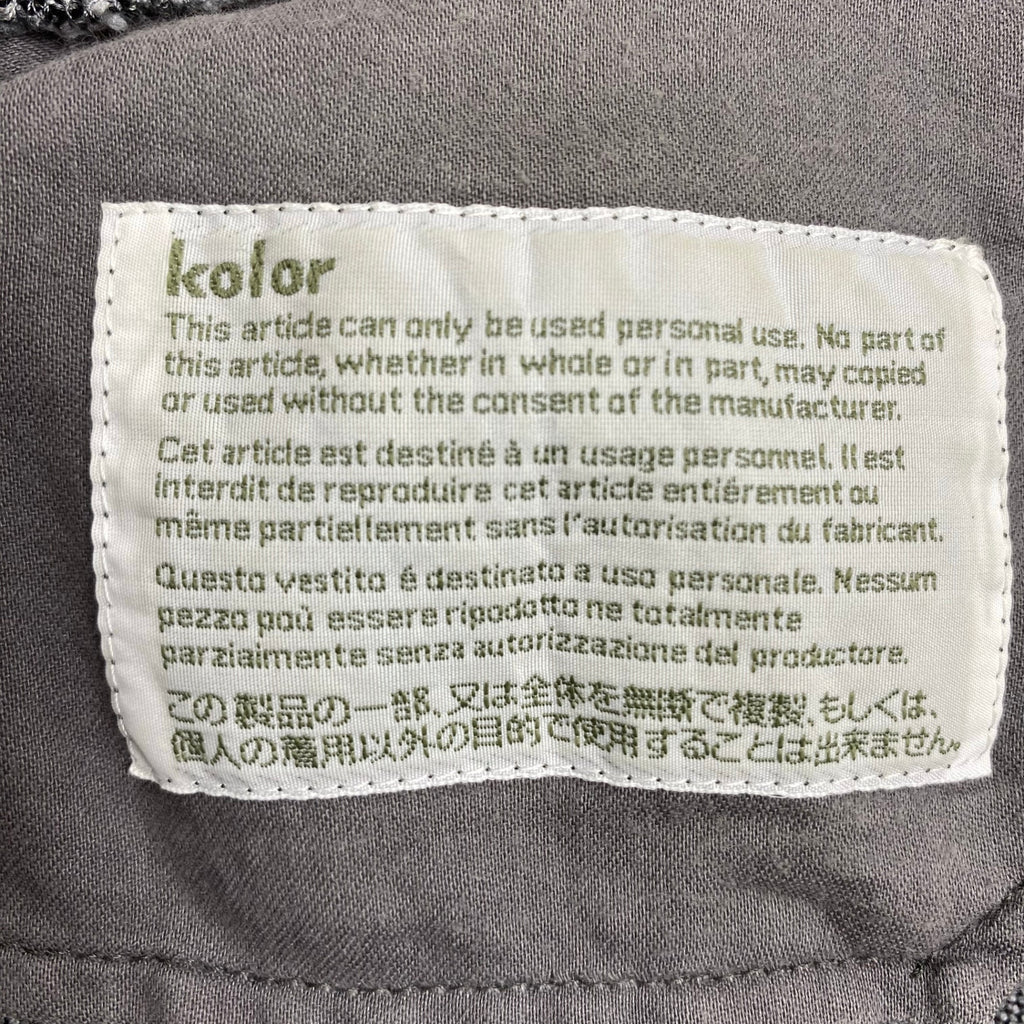 kolor
This article can only be used personal use. No part of
this article, whether in whole or in part, may copied
or used without the consent of the manufacturer.
Cet article est destiné à un usage personnel. Il est
interdit de reproduire cet article entiérement ou
même partiellement sans l'autorisation du fabricant.
Questo vestito é destinato a uso personale. Nessum
pezzo paù essere ripodotto ne totalmente
parzialmente senza autorizzazione del productore.
この製品の一部、又は全体を無断で複製、もしくは、
個人の着用以外の目的で使用することは出来ません。